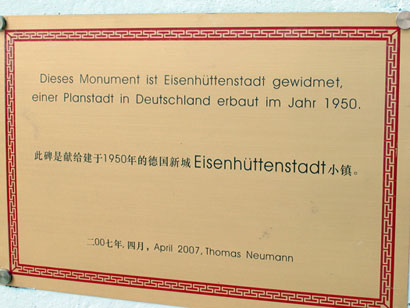 Dieses Monument ist Eisenhüttenstadt gewidmet,
einer Planstadt in Deutschland erbaut im Jahr 1950.
此碑是献给建于1950年的德国新城 Eisenhüttenstadt 小镇。
二00七年. 四月, April 2007, Thomas Neumann